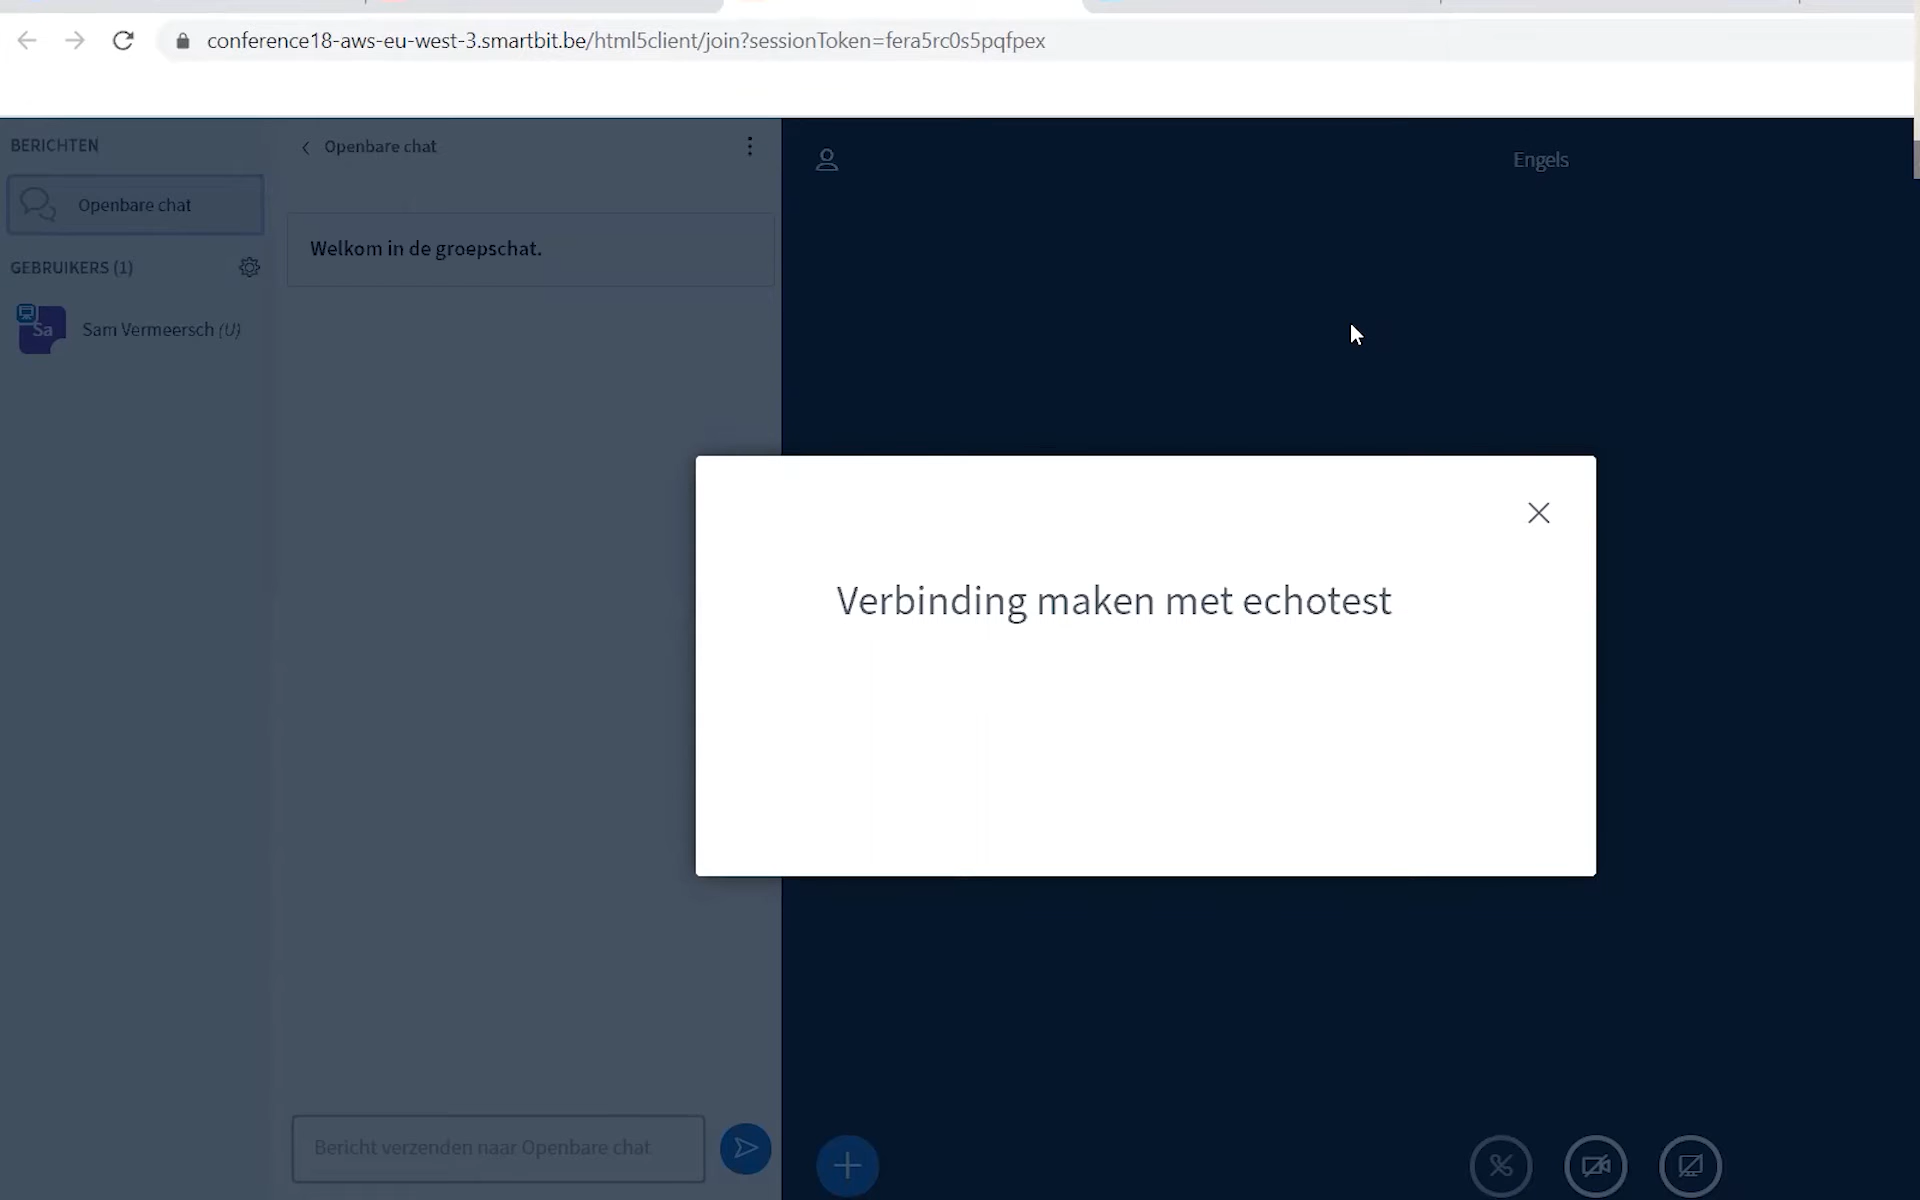 conference18-aws-eu-west-3.smartbit.be/html5client/join?sessionToken=fera5rc0s5pqfpex
BERICHTEN
Openbare chat
GEBRUIKERS (1)
Sa
Sam Vermeersch (U)
Openbare chat
Welkom in de groepschat.
Bericht verzenden naar Openbare chat
Engels
Verbinding maken met echotest